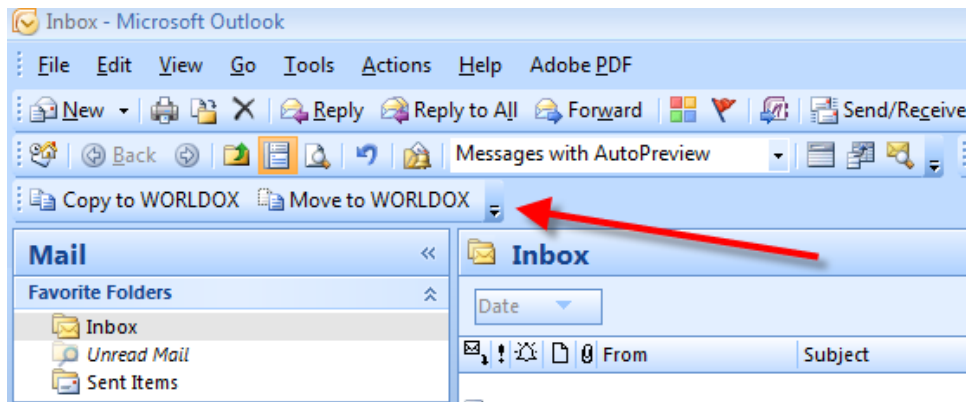 Inbox - Microsoft Outlook
File Edit View Go Tools Actions Help Adobe PDF
New Reply Reply to All Forward Send/Receive
Back Messages with AutoPreview
Copy to WORLDOX Move to WORLDOX
Mail « Inbox
Favorite Folders
Date
Inbox
! From Subject
Unread Mail
Sent Items